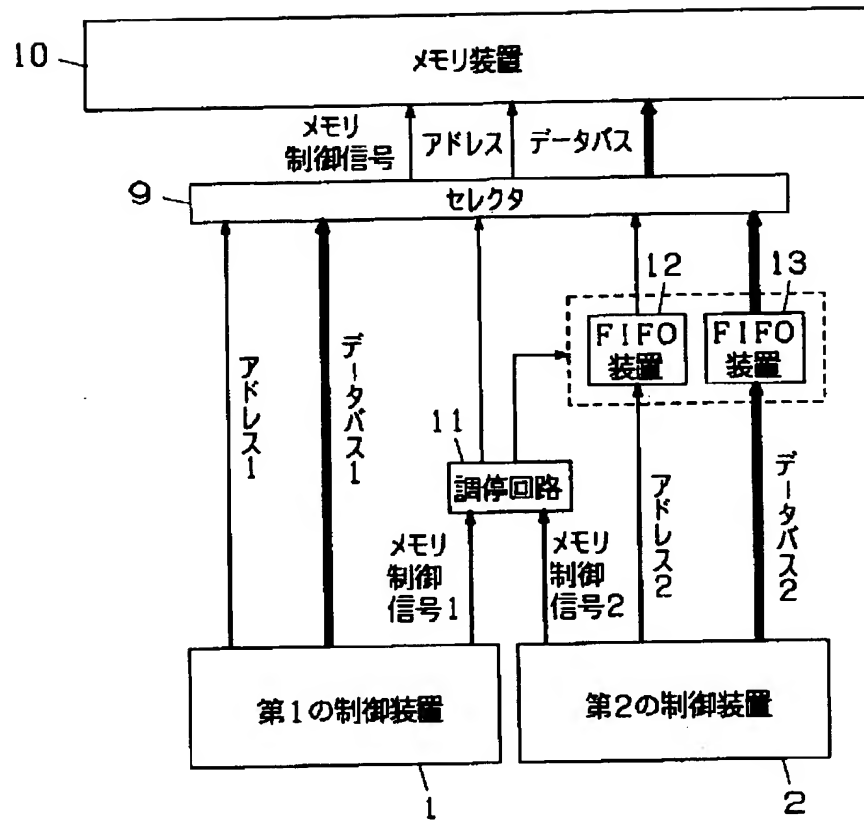 10
メモリ装置
メモリ
制御信号
アドレス
データバス
9
セレクタ
12
13
FIFO
装置
FIFO
装置
アドレス1
データバス1
11
調停回路
アドレス2
データバス2
メモリ
制御
信号1
メモリ
制御
信号2
第1の制御装置
第2の制御装置
1
2